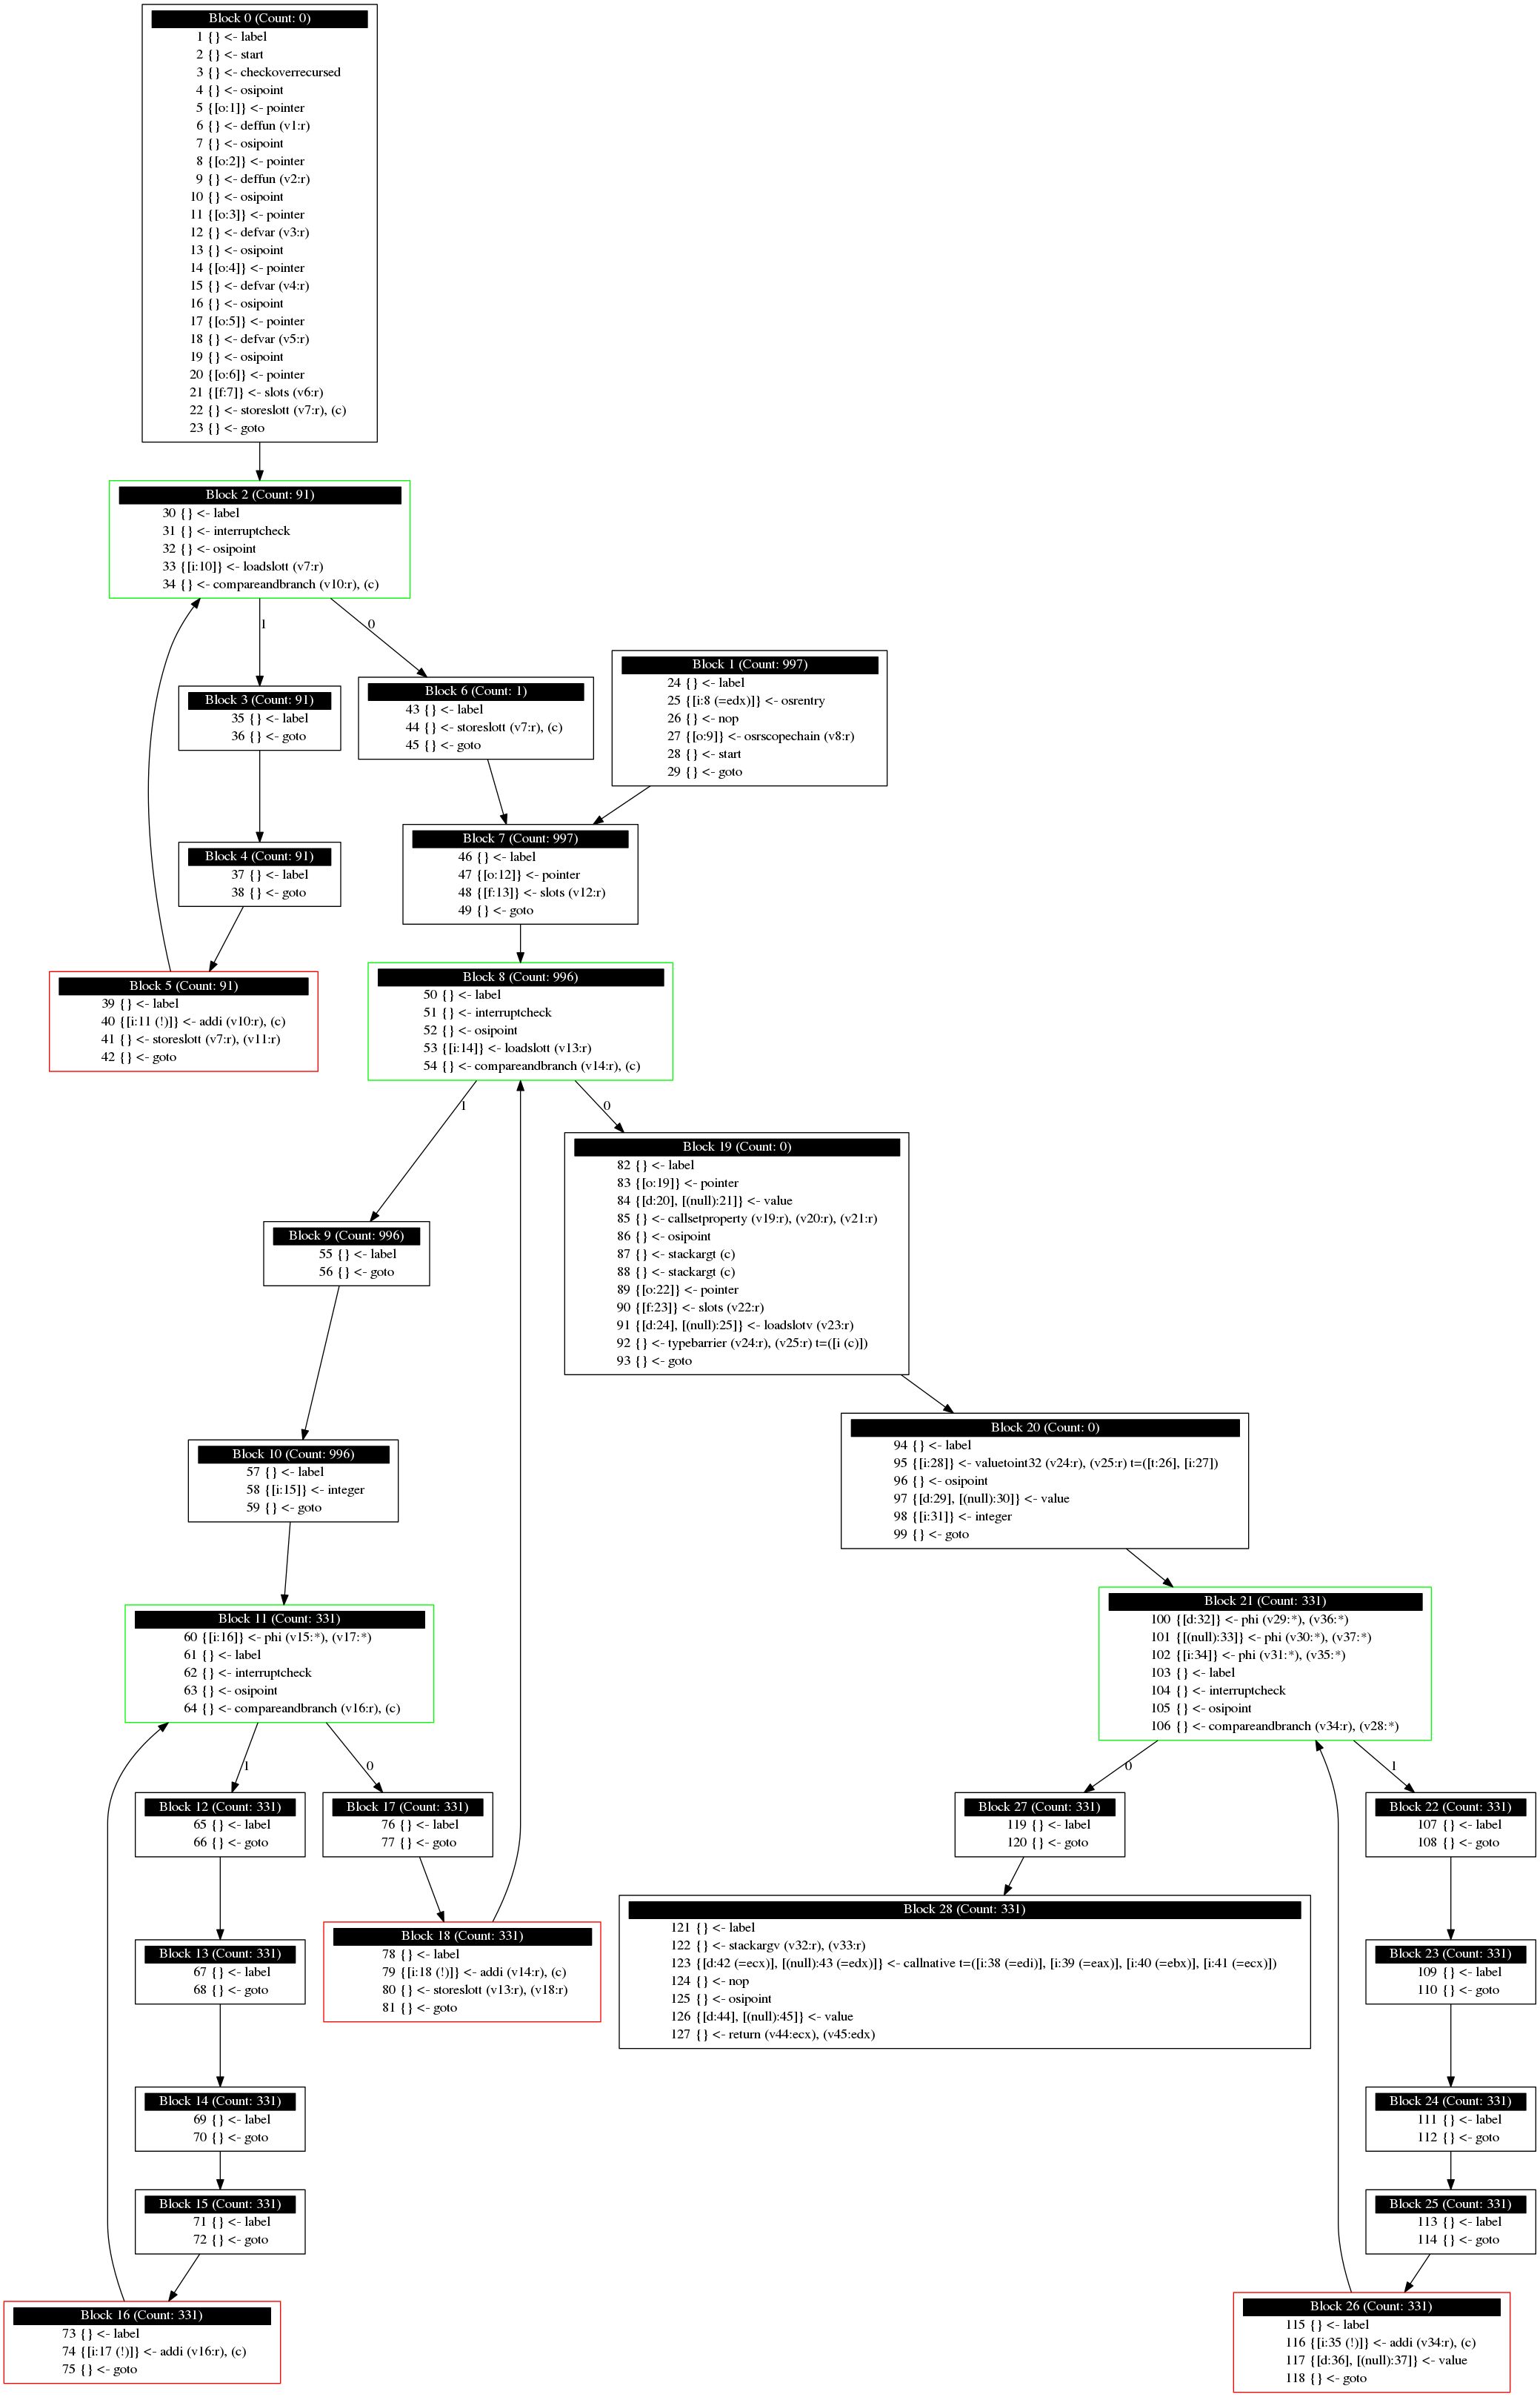 Block 0 (Count: 0)
1 {} <- label
2 {} <- start
3 {} <- checkoverrecursed
4 {} <- osipoint
5 {[o:1]} <- pointer
6 {} <- deffun (v1:r)
7 {} <- osipoint
8 {[o:2]} <- pointer
9 {} <- deffun (v2:r)
10 {} <- osipoint
11 {[o:3]} <- pointer
12 {} <- defvar (v3:r)
13 {} <- osipoint
14 {[o:4]} <- pointer
15 {} <- defvar (v4:r)
16 {} <- osipoint
17 {[o:5]} <- pointer
18 {} <- defvar (v5:r)
19 {} <- osipoint
20 {[o:6]} <- pointer
21 {[f:7]} <- slots (v6:r)
22 {} <- storeslott (v7:r), (c)
23 {} <- goto
Block 2 (Count: 91)
30 {} <- label
31 {} <- interruptcheck
32 {} <- osipoint
33 {[i:10]} <- loadslott (v7:r)
34 {} <- compareandbranch (v10:r), (c)
1
0
Block 3 (Count: 91)
35 {} <- label
36 {} <- goto
Block 6 (Count: 1)
43 {} <- label
44 {} <- storeslott (v7:r), (c)
45 {} <- goto
Block 1 (Count: 997)
24 {} <- label
25 {[i:8 (=edx)]} <- osrentry
26 {} <- nop
27 {[o:9]} <- osrscopechain (v8:r)
28 {} <- start
29 {} <- goto
Block 4 (Count: 91)
37 {} <- label
38 {} <- goto
Block 7 (Count: 997)
46 {} <- label
47 {[o:12]} <- pointer
48 {[f:13]} <- slots (v12:r)
49 {} <- goto
Block 5 (Count: 91)
39 {} <- label
40 {[i:11 (!)]} <- addi (v10:r), (c)
41 {} <- storeslott (v7:r), (v11:r)
42 {} <- goto
Block 8 (Count: 996)
50 {} <- label
51 {} <- interruptcheck
52 {} <- osipoint
53 {[i:14]} <- loadslott (v13:r)
54 {} <- compareandbranch (v14:r), (c)
1
0
Block 19 (Count: 0)
82 {} <- label
83 {[o:19]} <- pointer
84 {[d:20], [(null):21]} <- value
85 {} <- callsetproperty (v19:r), (v20:r), (v21:r)
86 {} <- osipoint
87 {} <- stackargt (c)
88 {} <- stackargt (c)
89 {[o:22]} <- pointer
90 {[f:23]} <- slots (v22:r)
91 {[d:24], [(null):25]} <- loadslotv (v23:r)
92 {} <- typebarrier (v24:r), (v25:r) t=([i (c)])
93 {} <- goto
Block 9 (Count: 996)
55 {} <- label
56 {} <- goto
Block 20 (Count: 0)
94 {} <- label
95 {[i:28]} <- valuetoint32 (v24:r), (v25:r) t=([t:26], [i:27])
96 {} <- osipoint
97 {[d:29], [(null):30]} <- value
98 {[i:31]} <- integer
99 {} <- goto
Block 10 (Count: 996)
57 {} <- label
58 {[i:15]} <- integer
59 {} <- goto
Block 11 (Count: 331)
60 {[i:16]} <- phi (v15:*), (v17:*)
61 {} <- label
62 {} <- interruptcheck
63 {} <- osipoint
64 {} <- compareandbranch (v16:r), (c)
1
0
Block 21 (Count: 331)
100 {[d:32]} <- phi (v29:*), (v36:*)
101 {[(null):33]} <- phi (v30:*), (v37:*)
102 {[i:34]} <- phi (v31:*), (v35:*)
103 {} <- label
104 {} <- interruptcheck
105 {} <- osipoint
106 {} <- compareandbranch (v34:r), (v28:*)
0
1
Block 12 (Count: 331)
65 {} <- label
66 {} <- goto
Block 17 (Count: 331)
76 {} <- label
77 {} <- goto
Block 27 (Count: 331)
119 {} <- label
120 {} <- goto
Block 22 (Count: 331)
107 {} <- label
108 {} <- goto
Block 28 (Count: 331)
121 {} <- label
122 {} <- stackargv (v32:r), (v33:r)
123 {[d:42 (=ecx)], [(null):43 (=edx)]} <- callnative t=([i:38 (=edi)], [i:39 (=eax)], [i:40 (=ebx)], [i:41 (=ecx)])
124 {} <- nop
125 {} <- osipoint
126 {[d:44], [(null):45]} <- value
127 {} <- return (v44:ecx), (v45:edx)
Block 18 (Count: 331)
78 {} <- label
79 {[i:18 (!)]} <- addi (v14:r), (c)
80 {} <- storeslott (v13:r), (v18:r)
81 {} <- goto
Block 13 (Count: 331)
67 {} <- label
68 {} <- goto
Block 23 (Count: 331)
109 {} <- label
110 {} <- goto
Block 14 (Count: 331)
69 {} <- label
70 {} <- goto
Block 24 (Count: 331)
111 {} <- label
112 {} <- goto
Block 15 (Count: 331)
71 {} <- label
72 {} <- goto
Block 25 (Count: 331)
113 {} <- label
114 {} <- goto
Block 16 (Count: 331)
73 {} <- label
74 {[i:17 (!)]} <- addi (v16:r), (c)
75 {} <- goto
Block 26 (Count: 331)
115 {} <- label
116 {[i:35 (!)]} <- addi (v34:r), (c)
117 {[d:36], [(null):37]} <- value
118 {} <- goto